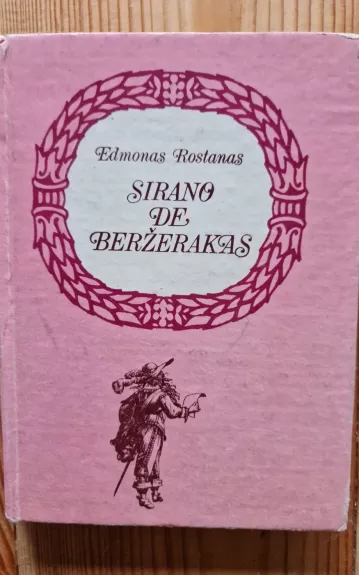 Edmonas Rostanas
SIRANO
DE
BERŽERAKAS